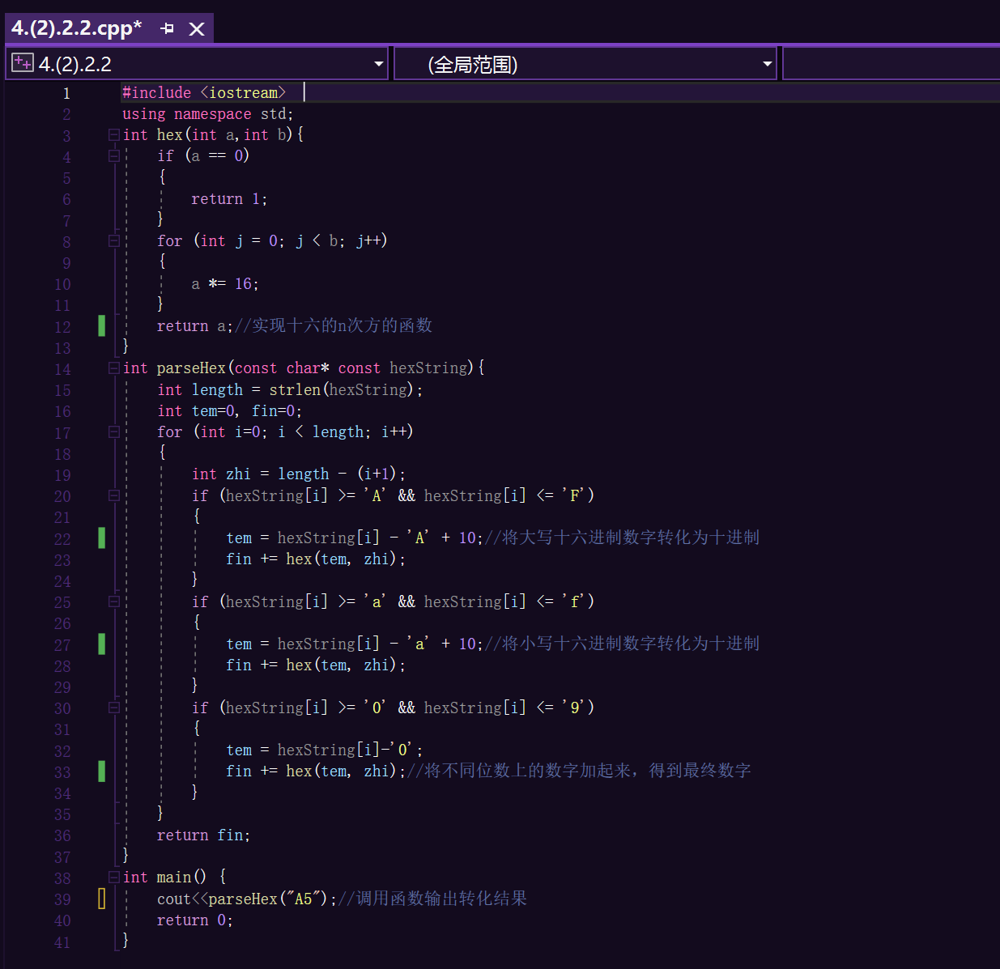 4.(2).2.2.cpp*
4.(2).2.2
(全局范围)
1 #include <iostream>
2 using namespace std;
3 int hex(int a,int b){
4 if (a == 0)
5 {
6 return 1;
7 }
8 for (int j = 0; j < b; j++)
9 {
10 a *= 16;
11 }
12 return a;//实现十六的n次方的函数
13 }
14 int parseHex(const char* const hexString){
15 int length = strlen(hexString);
16 int tem=0, fin=0;
17 for (int i=0; i < length; i++)
18 {
19 int zhi = length - (i+1);
20 if (hexString[i] >= 'A' && hexString[i] <= 'F')
21 {
22 tem = hexString[i] - 'A' + 10;//将大写十六进制数字转化为十进制
23 fin += hex(tem, zhi);
24 }
25 if (hexString[i] >= 'a' && hexString[i] <= 'f')
26 {
27 tem = hexString[i] - 'a' + 10;//将小写十六进制数字转化为十进制
28 fin += hex(tem, zhi);
29 }
30 if (hexString[i] >= '0' && hexString[i] <= '9')
31 {
32 tem = hexString[i]-'0';
33 fin += hex(tem, zhi);//将不同位数上的数字加起来，得到最终数字
34 }
35 }
36 return fin;
37 }
38 int main() {
39 cout<<parseHex("A5");//调用函数输出转化结果
40 return 0;
41 }